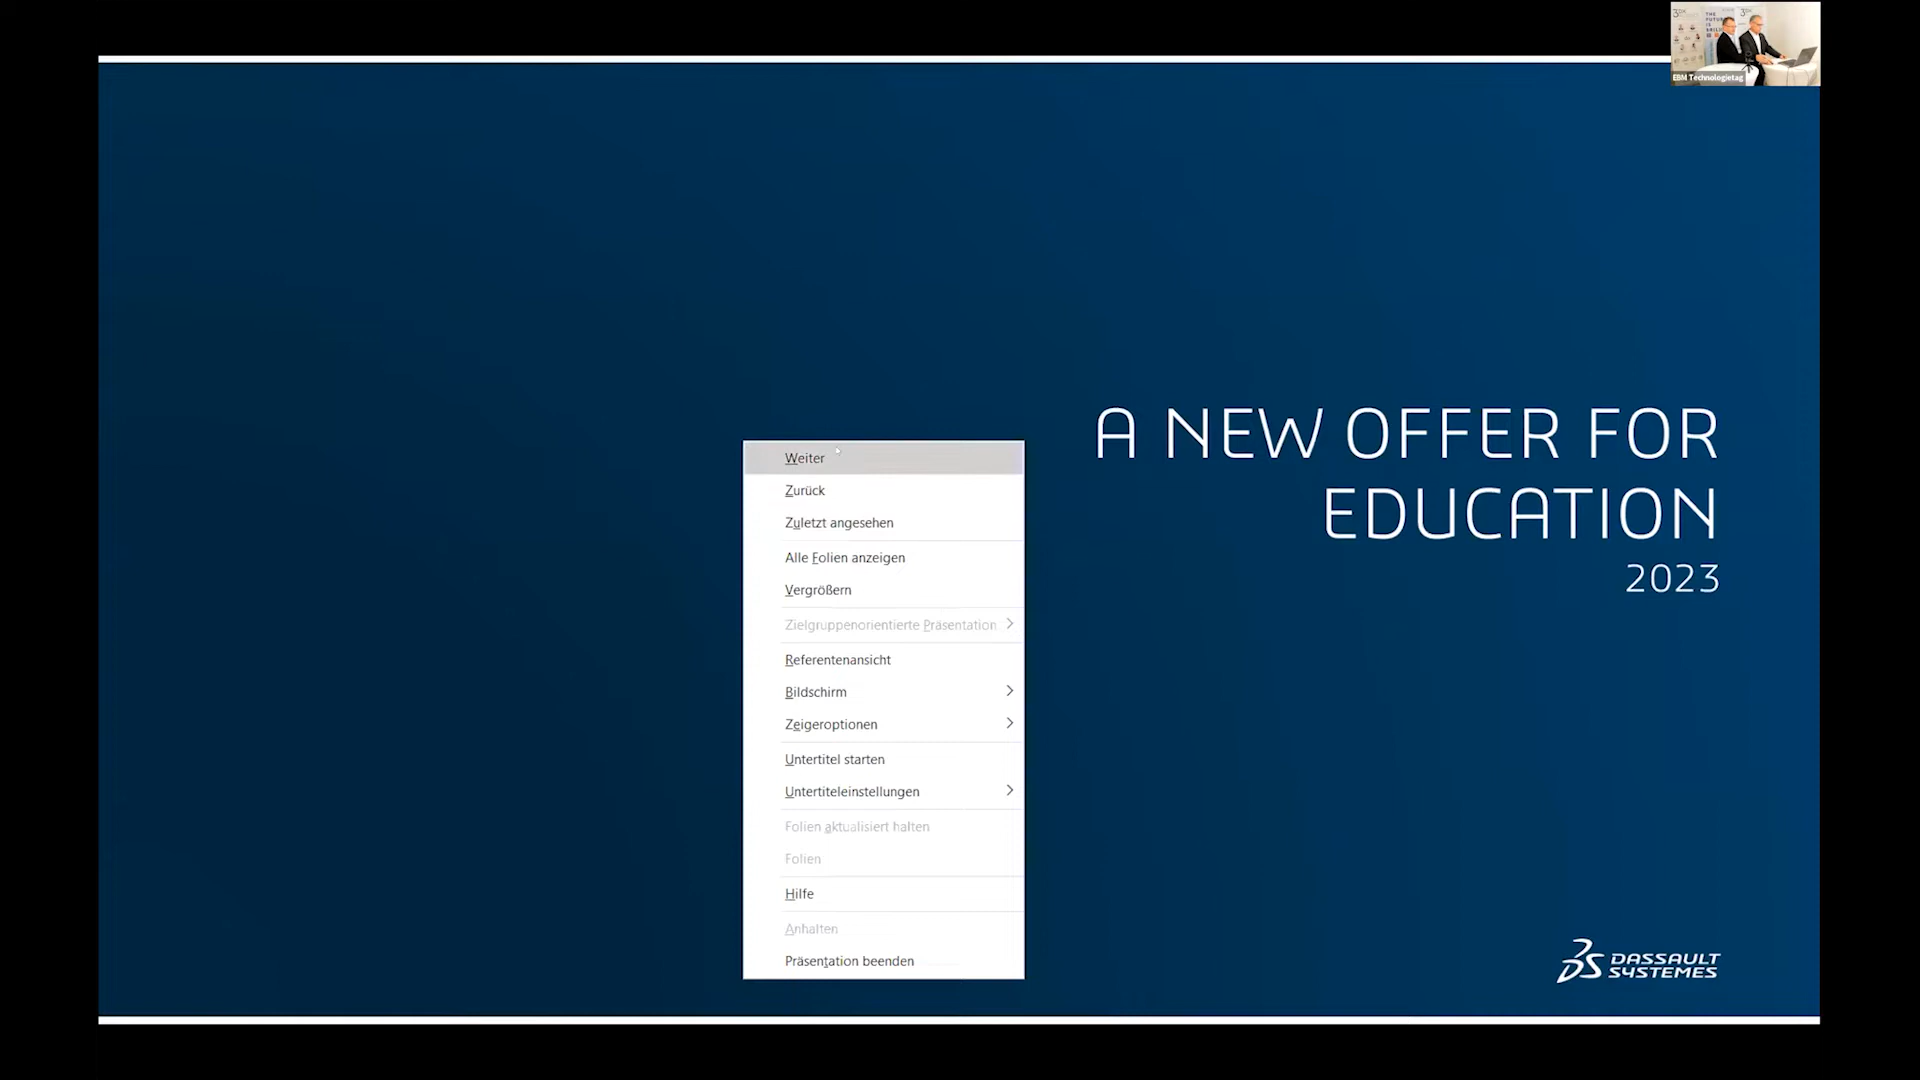 EBM Technologietag
A NEW OFFER FOR
EDUCATION
2023
Weiter
Zurück
Zuletzt angesehen
Alle Folien anzeigen
Vergrößern
Zielgruppenorientierte Präsentation
Referentenansicht
Bildschirm
Zeigeroptionen
Untertitel starten
Untertiteleinstellungen
Folien aktualisiert halten
Folien
Hilfe
Anhalten
Präsentation beenden
DASSAULT
SYSTEMES